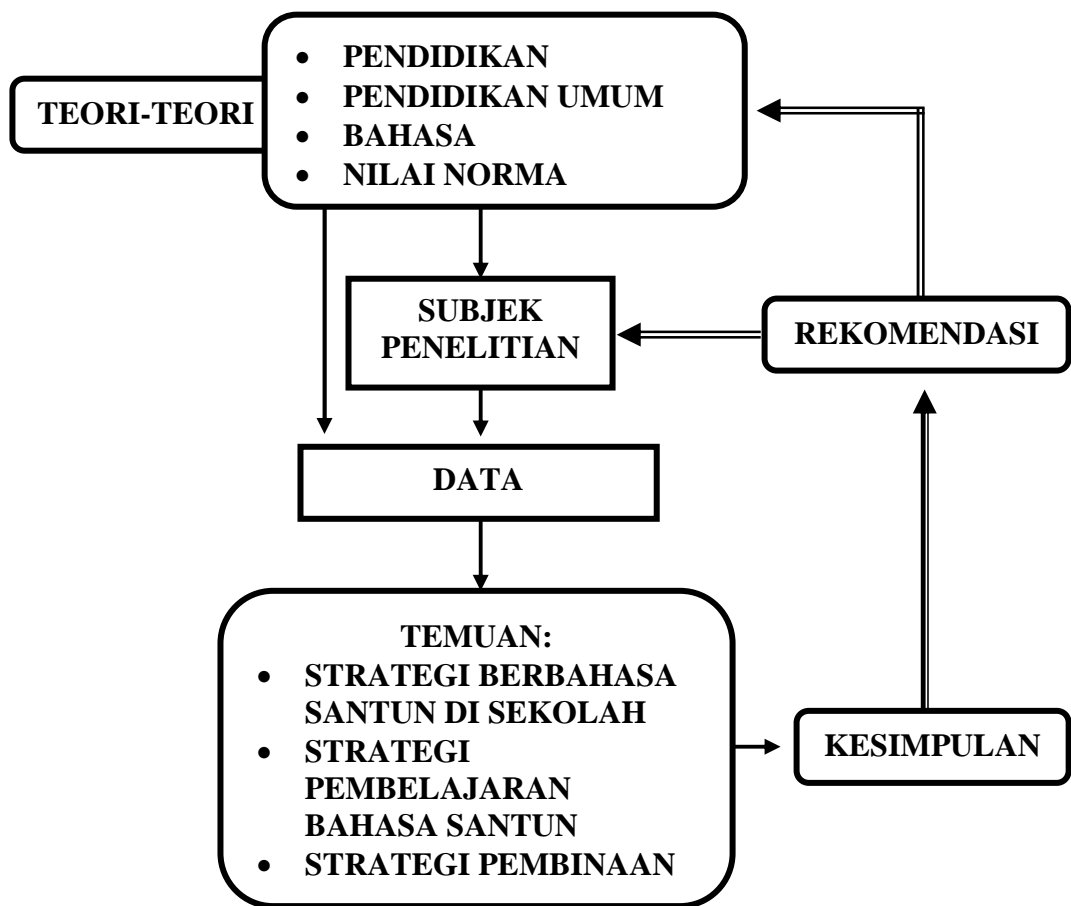 TEORI-TEORI
• PENDIDIKAN
• PENDIDIKAN UMUM
• BAHASA
• NILAI NORMA
SUBJEK
PENELITIAN
REKOMENDASI
DATA
TEMUAN:
• STRATEGI BERBAHASA
SANTUN DI SEKOLAH
• STRATEGI
PEMBELAJARAN
BAHASA SANTUN
• STRATEGI PEMBINAAN
KESIMPULAN